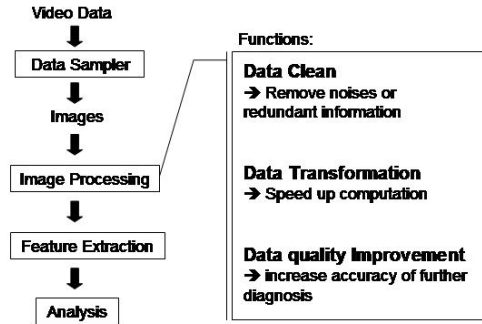 Video Data
Data Sampler
Images
Image Processing
Feature Extraction
Analysis
Functions:
Data Clean
➔ Remove noises or
redundant information
Data Transformation
➔ Speed up computation
Data quality Improvement
➔ increase accuracy of further
diagnosis